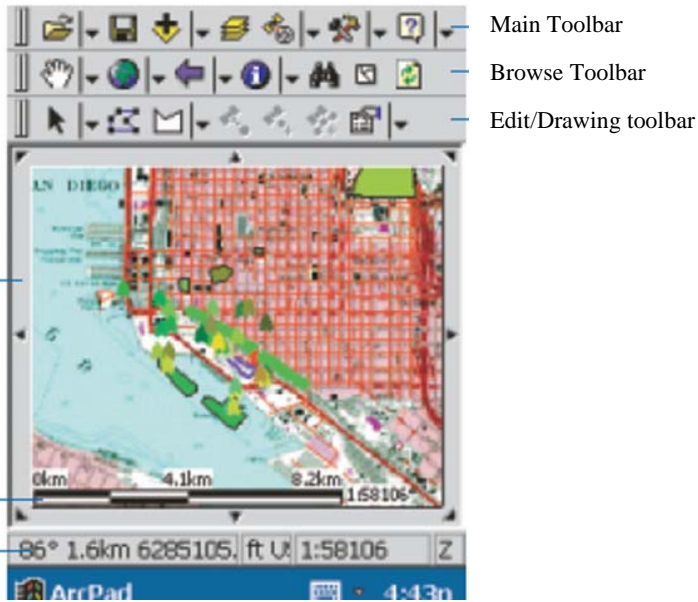 Main Toolbar
Browse Toolbar
Edit/Drawing toolbar
AN DIEGO
0km 4.1km 8.2km
1:58106
86° 1.6km 6285105. ft U 1:58106 Z
ArcPad 4:43p